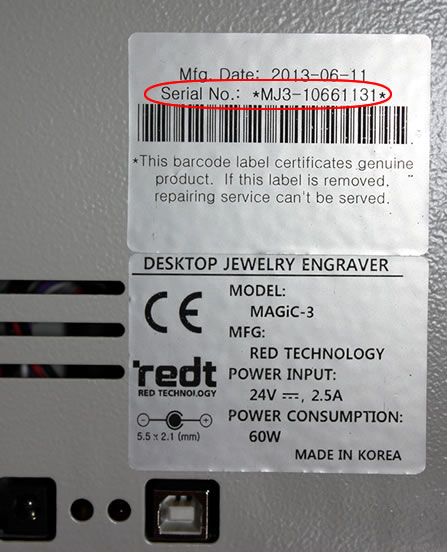 Mfg. Date: 2013-06-11
Serial No.: *MJ3-10661131*
*This barcode label certificates genuine
product. If this label is removed,
repairing service can't be served.
DESKTOP JEWELRY ENGRAVER
CE
MODEL:
MAGiC-3
MFG:
RED TECHNOLOGY
POWER INPUT:
24V ⎓, 2.5A
POWER CONSUMPTION:
60W
redt
RED TECHNOLOGY
- +
5.5 x 2.1 (mm)
MADE IN KOREA